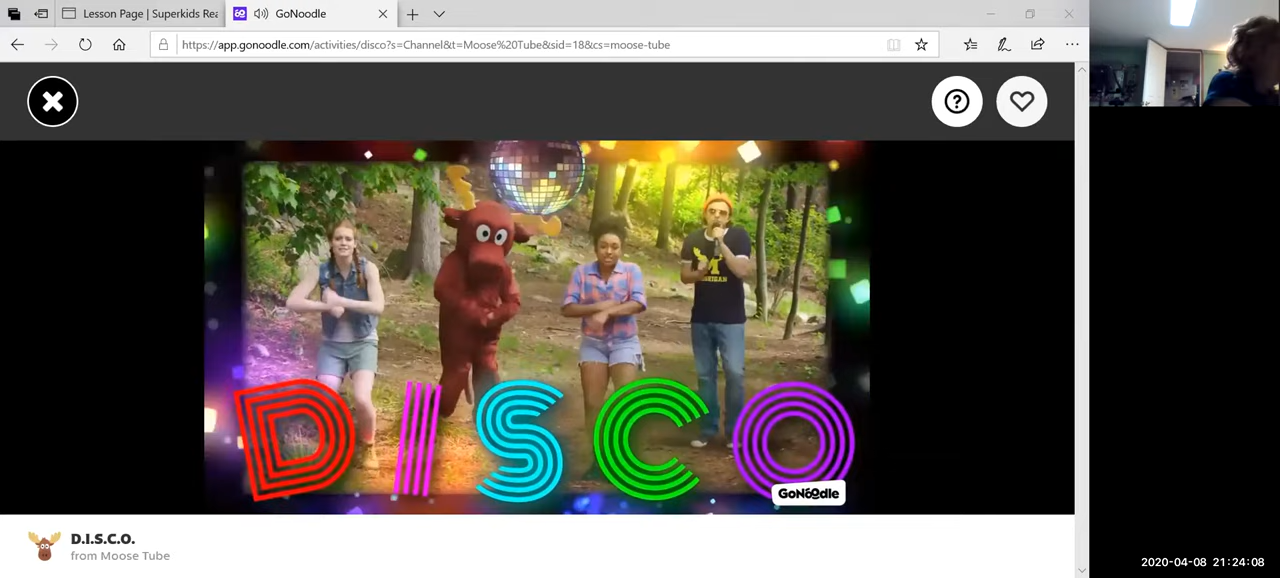 Lesson Page | Superkids Rea
GoNoodle
https://app.gonoodle.com/activities/disco?s=Channel&t=Moose%20Tube&sid=18&cs=moose-tube
M
DISCO
GoNoodle
D.I.S.C.O.
from Moose Tube
2020-04-08 21:24:08